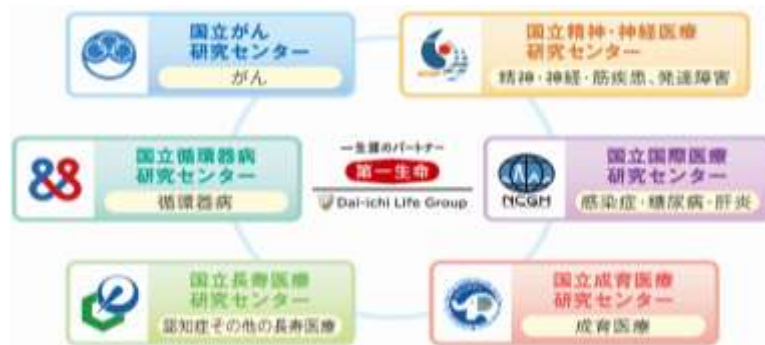 国立がん
研究センター
がん
国立精神・神経医療
研究センター
精神・神経・筋疾患、発達障害
国立循環器病
研究センター
循環器病
一生涯のパートナー
第一生命
Dai-ichi Life Group
国立国際医療
研究センター
NCGM
感染症・糖尿病・肝炎
国立長寿医療
研究センター
認知症その他の長寿医療
国立成育医療
研究センター
成育医療